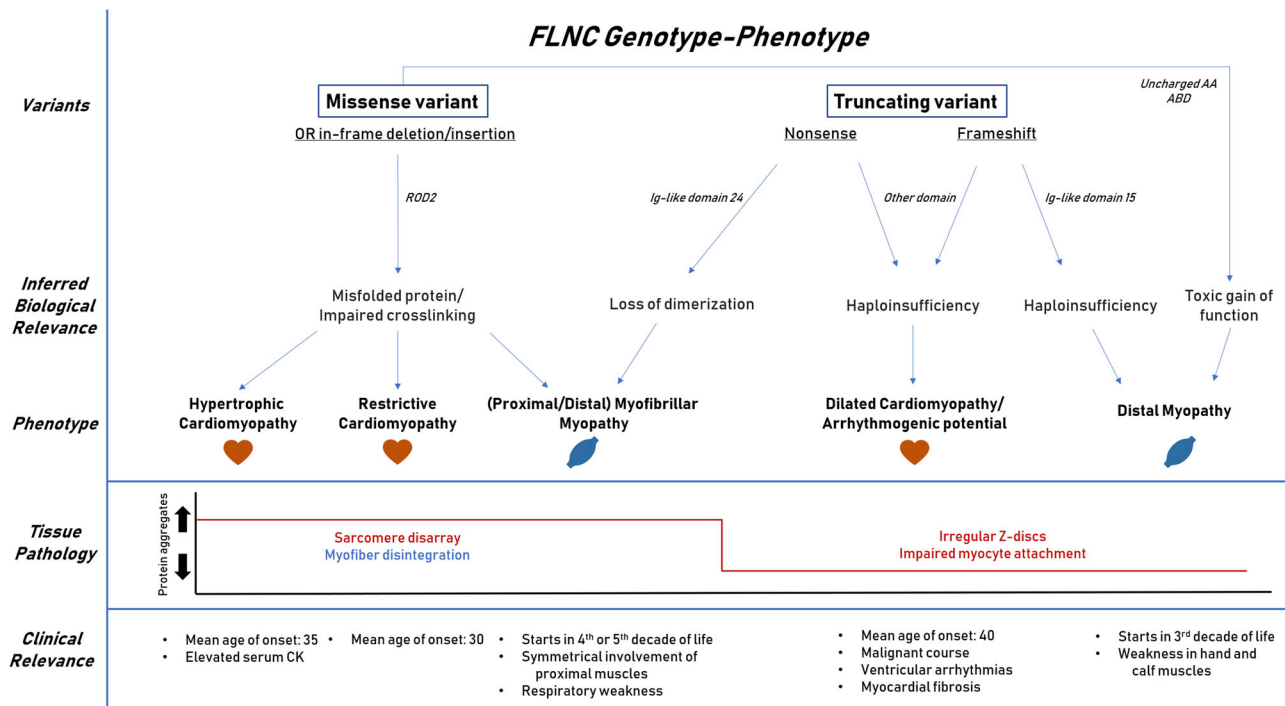 FLNC Genotype-Phenotype
Variants
Missense variant
OR in-frame deletion/insertion
Truncating variant
Nonsense
Frameshift
Uncharged AA
ABD
ROD2
Ig-like domain 24
Other domain
Ig-like domain 15
Inferred
Biological
Relevance
Misfolded protein/
Impaired crosslinking
Loss of dimerization
Haploinsufficiency
Haploinsufficiency
Toxic gain of
function
Phenotype
Hypertrophic
Cardiomyopathy
Restrictive
Cardiomyopathy
(Proximal/Distal) Myofibrillar
Myopathy
Dilated Cardiomyopathy/
Arrhythmogenic potential
Distal Myopathy
Tissue
Pathology
Protein aggregates
Sarcomere disarray
Myofiber disintegration
Irregular Z-discs
Impaired myocyte attachment
Clinical
Relevance
• Mean age of onset: 35
• Elevated serum CK
• Mean age of onset: 30
• Starts in 4th or 5th decade of life
• Symmetrical involvement of
proximal muscles
• Respiratory weakness
• Mean age of onset: 40
• Malignant course
• Ventricular arrhythmias
• Myocardial fibrosis
• Starts in 3rd decade of life
• Weakness in hand and
calf muscles